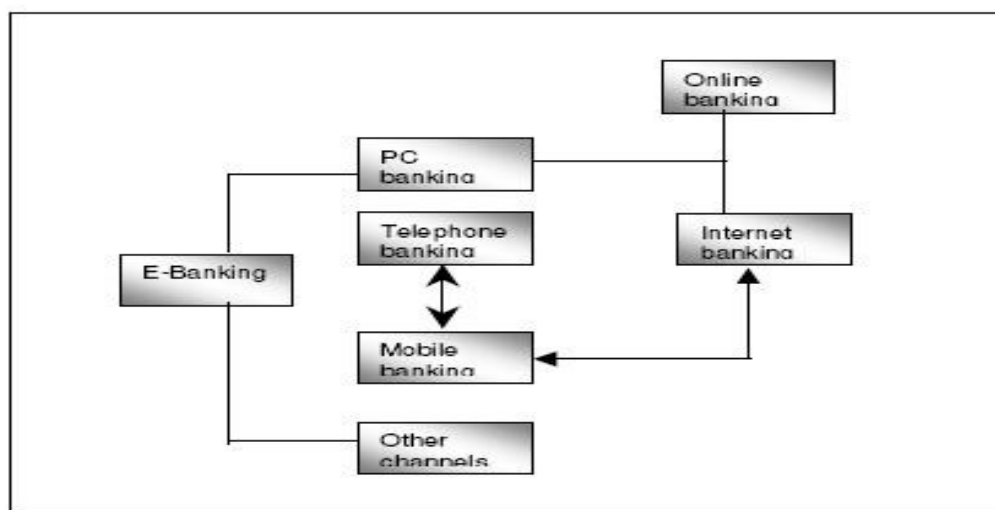 Online
banking
PC
banking
Telephone
banking
Internet
banking
E-Banking
Mobile
banking
Other
channels